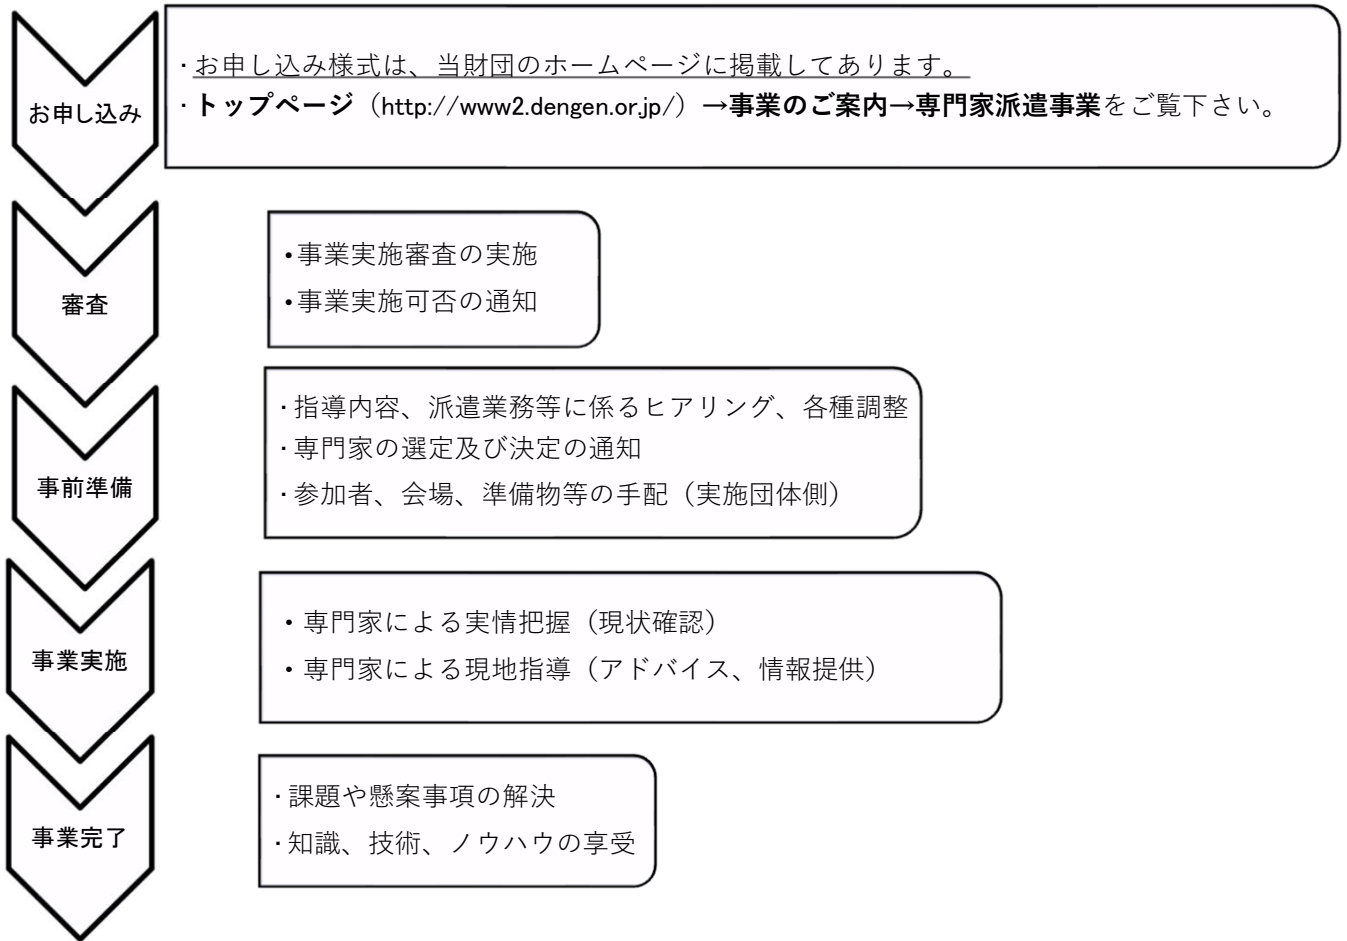 お申し込み
・お申し込み様式は、当財団のホームページに掲載してあります。
・トップページ（http://www2.dengen.or.jp/）→事業のご案内→専門家派遣事業をご覧下さい。
審査
・事業実施審査の実施
・事業実施可否の通知
事前準備
・指導内容、派遣業務等に係るヒアリング、各種調整
・専門家の選定及び決定の通知
・参加者、会場、準備物等の手配（実施団体側）
事業実施
・専門家による実情把握（現状確認）
・専門家による現地指導（アドバイス、情報提供）
事業完了
・課題や懸案事項の解決
・知識、技術、ノウハウの享受